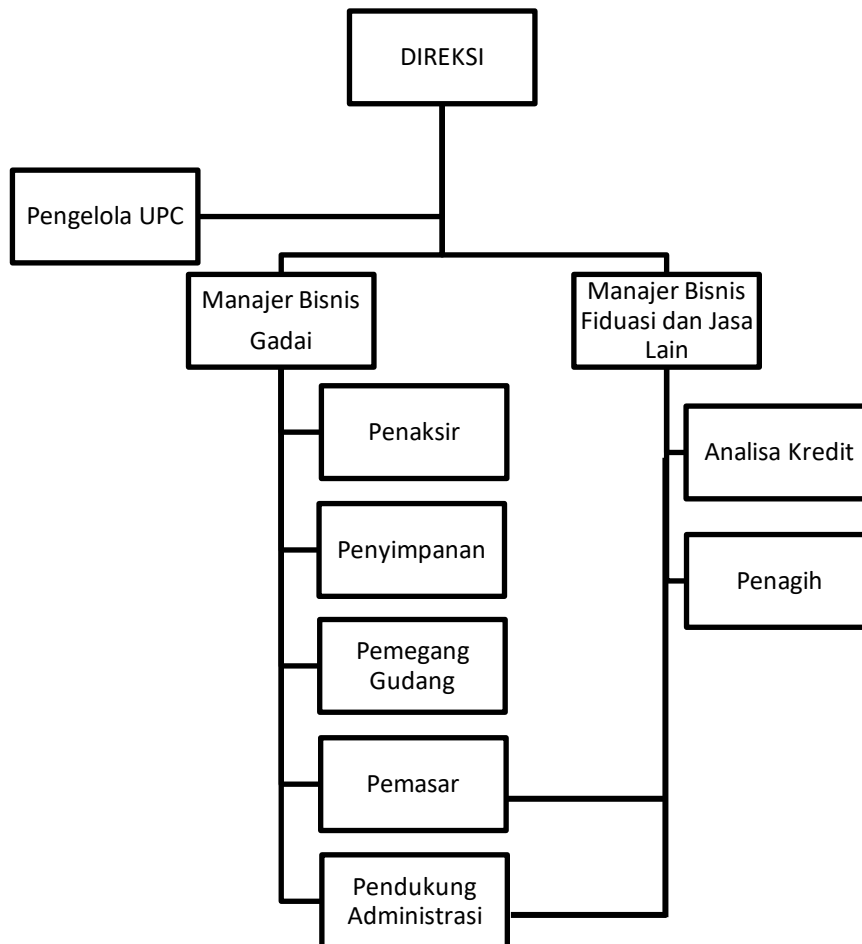 DIREKSI
Pengelola UPC
Manajer Bisnis
Gadai
Manajer Bisnis
Fiduasi dan Jasa
Lain
Penaksir
Analisa Kredit
Penyimpanan
Penagih
Pemegang
Gudang
Pemasar
Pendukung
Administrasi